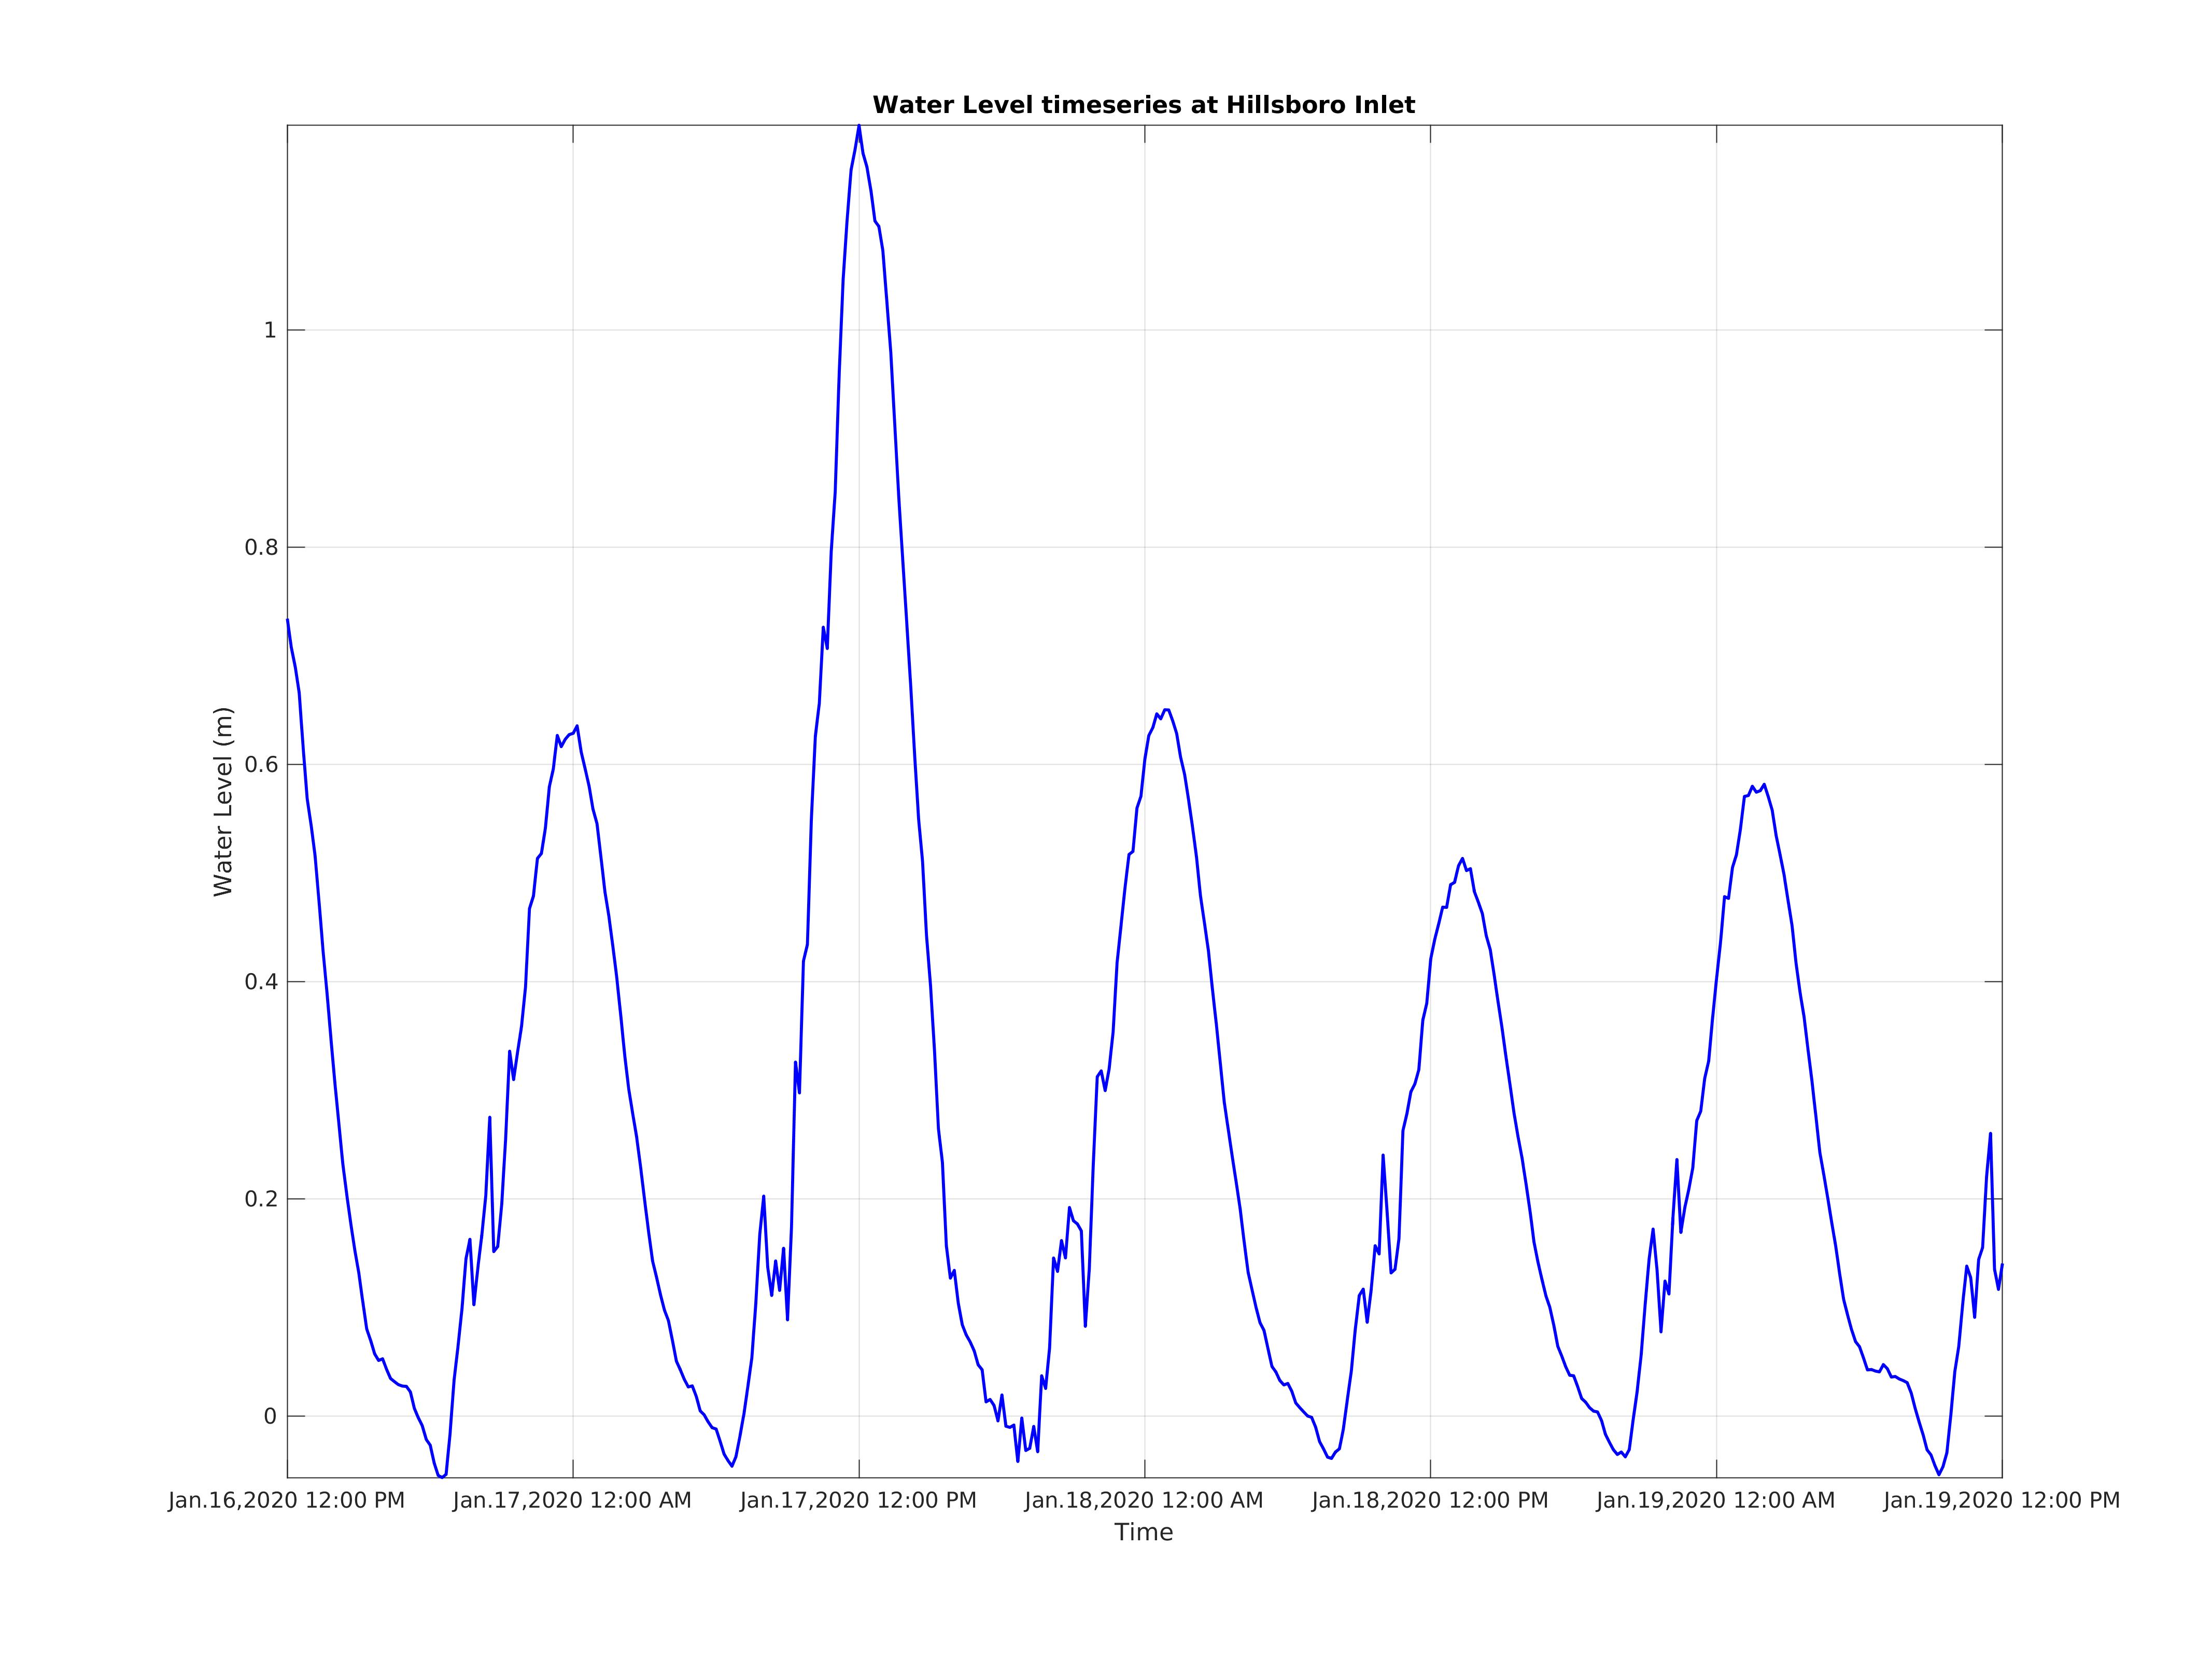 Water Level timeseries at Hillsboro Inlet
1
0.8
0.6
0.4
0.2
0
Water Level (m)
Jan.16,2020 12:00 PM
Jan.17,2020 12:00 AM
Jan.17,2020 12:00 PM
Jan.18,2020 12:00 AM
Jan.18,2020 12:00 PM
Jan.19,2020 12:00 AM
Jan.19,2020 12:00 PM
Time